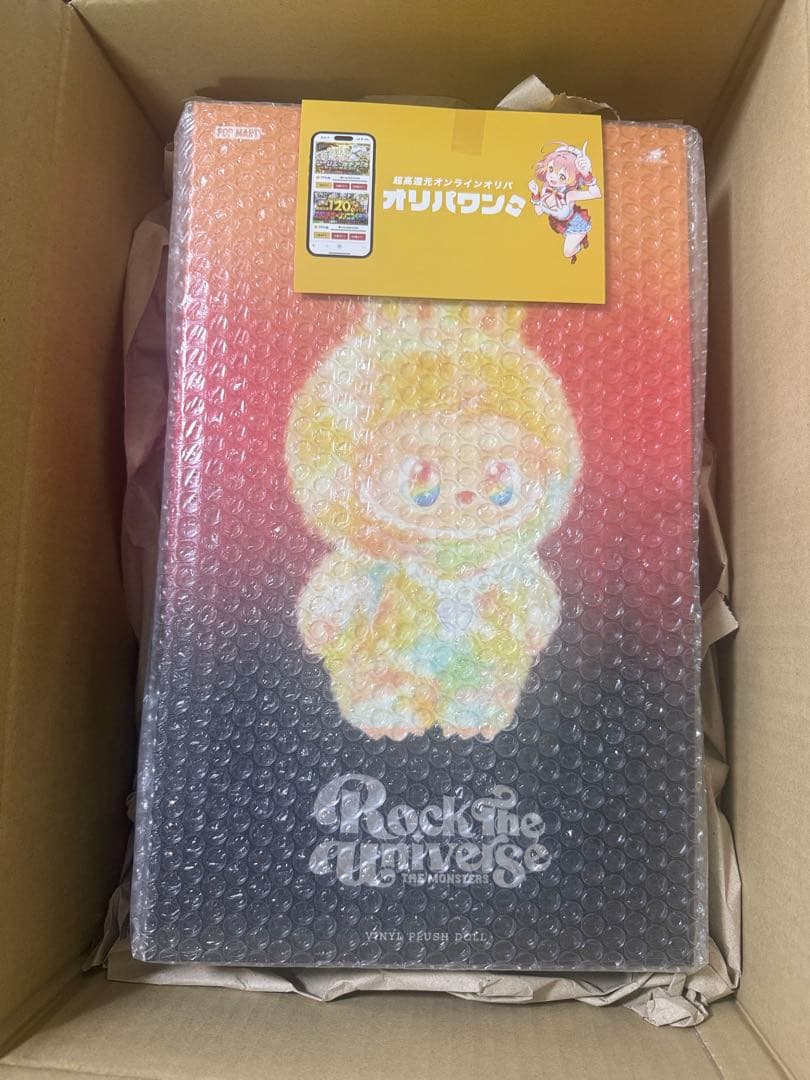 POP MART
超高還元オンラインオリパ
オリパワン
120
Rock The
Universe
THE MONSTERS
VINYL PLUSH DOLL